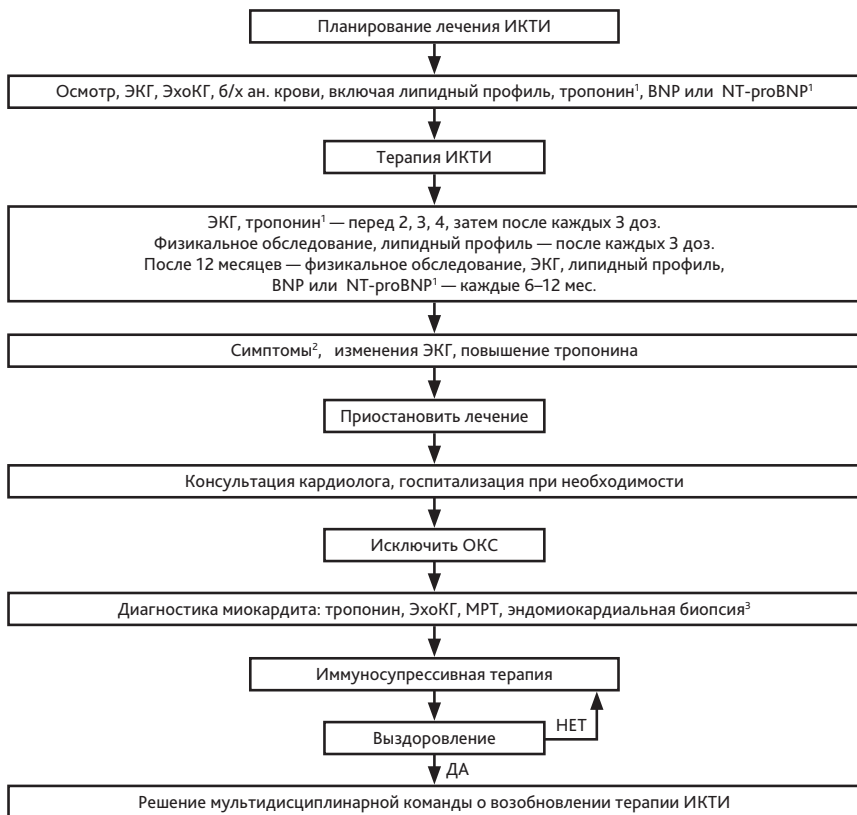 Планирование лечения ИКТИ
Осмотр, ЭКГ, ЭхоКГ, б/х ан. крови, включая липидный профиль, тропонин¹, BNP или NT-proBNP¹
Терапия ИКТИ
ЭКГ, тропонин¹ — перед 2, 3, 4, затем после каждых 3 доз.
Физикальное обследование, липидный профиль — после каждых 3 доз.
После 12 месяцев — физикальное обследование, ЭКГ, липидный профиль,
BNP или NT-proBNP¹ — каждые 6–12 мес.
Симптомы², изменения ЭКГ, повышение тропонина
Приостановить лечение
Консультация кардиолога, госпитализация при необходимости
Исключить ОКС
Диагностика миокардита: тропонин, ЭхоКГ, МРТ, эндомиокардиальная биопсия³
Иммуносупрессивная терапия
Выздоровление
НЕТ
ДА
Решение мультидисциплинарной команды о возобновлении терапии ИКТИ